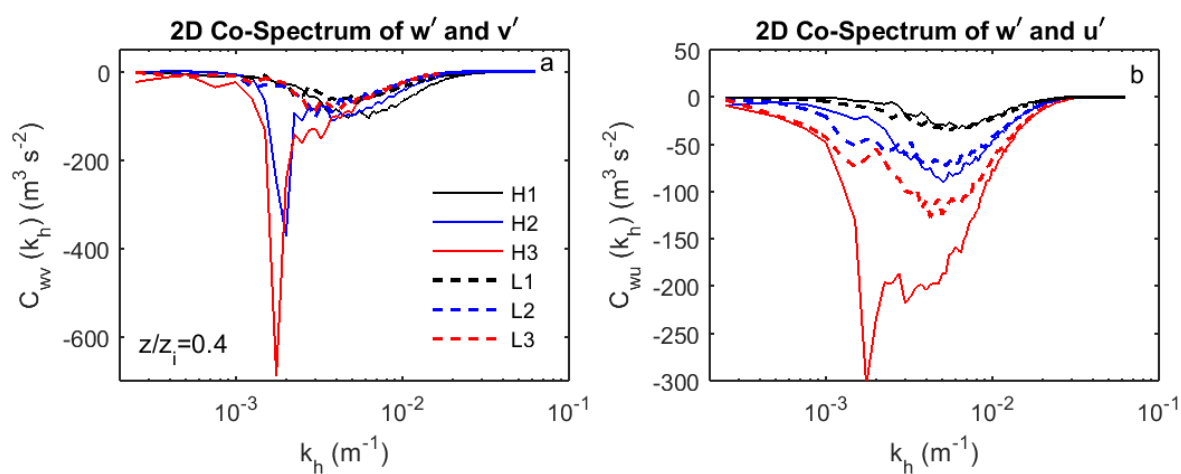 2D Co-Spectrum of w′ and v′
a
0
-200
-400
-600
C_wv (k_h) (m³ s⁻²)
H1
H2
H3
L1
L2
L3
z/z_i=0.4
10⁻³
10⁻²
10⁻¹
k_h (m⁻¹)
2D Co-Spectrum of w′ and u′
b
50
0
-50
-100
-150
-200
-250
-300
C_wu (k_h) (m³ s⁻²)
10⁻³
10⁻²
10⁻¹
k_h (m⁻¹)